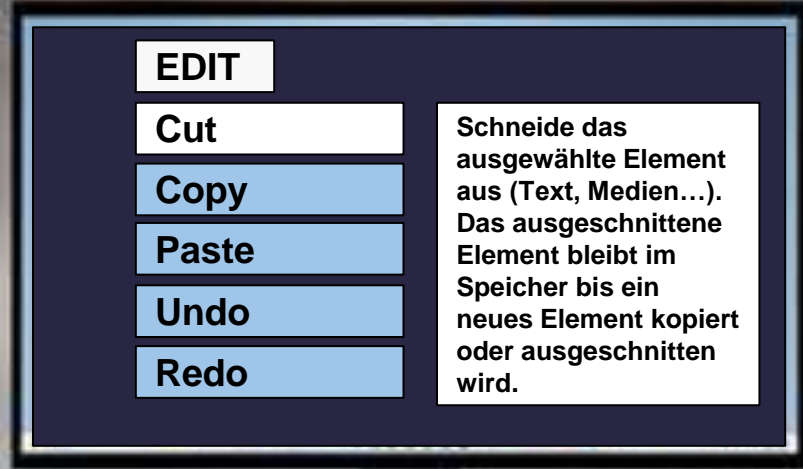 EDIT
Cut
Copy
Paste
Undo
Redo
Schneide das
ausgewählte Element
aus (Text, Medien…).
Das ausgeschnittene
Element bleibt im
Speicher bis ein
neues Element kopiert
oder ausgeschnitten
wird.